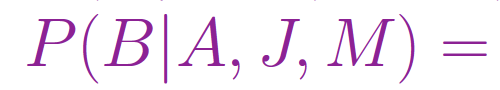 P(B|A, J, M) =